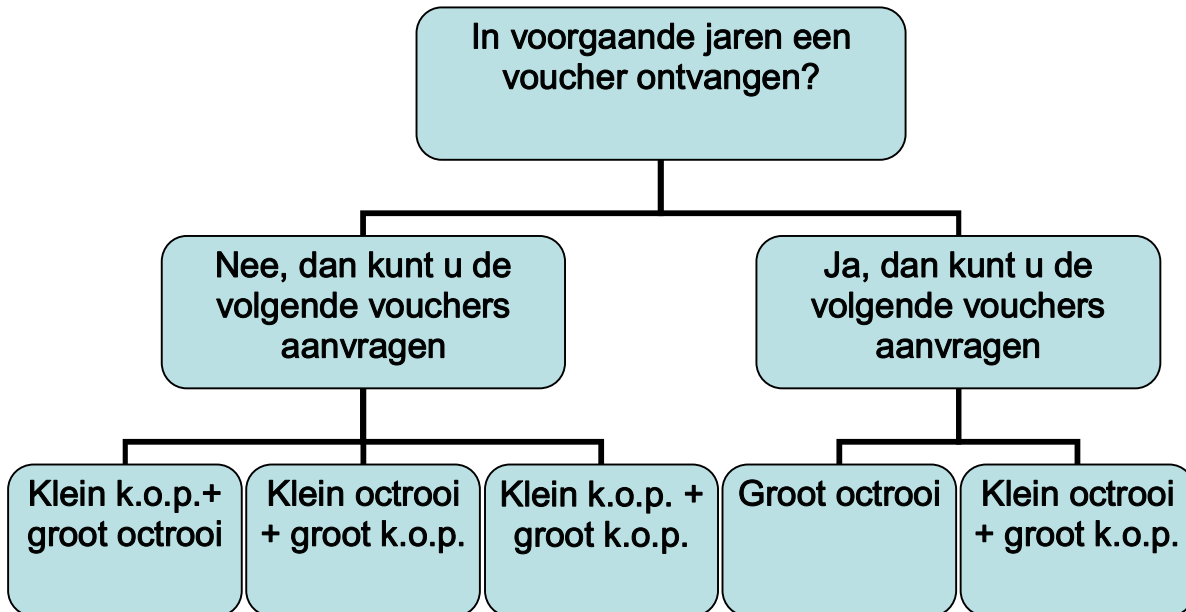 In voorgaande jaren een
voucher ontvangen?
Nee, dan kunt u de
volgende vouchers
aanvragen
Ja, dan kunt u de
volgende vouchers
aanvragen
Klein k.o.p.+
groot octrooi
Klein octrooi
+ groot k.o.p.
Klein k.o.p. +
groot k.o.p.
Groot octrooi
Klein octrooi
+ groot k.o.p.